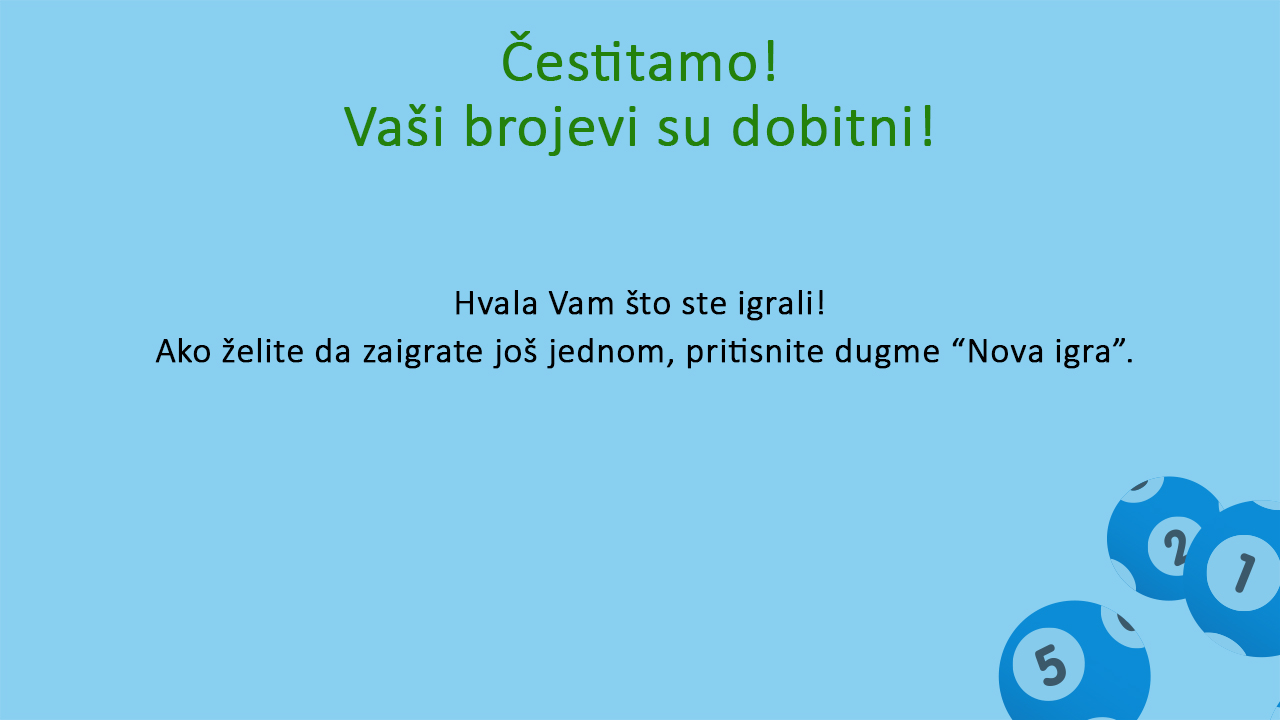 Čestitamo!
Vaši brojevi su dobitni!
Hvala Vam što ste igrali!
Ako želite da zaigrate još jednom, pritisnite dugme “Nova igra”.
2
1
5